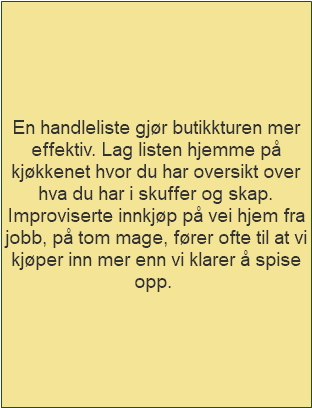 En handleliste gjør butikkturen mer
effektiv. Lag listen hjemme på
kjøkkenet hvor du har oversikt over
hva du har i skuffer og skap.
Improviserte innkjøp på vei hjem fra
jobb, på tom mage, fører ofte til at vi
kjøper inn mer enn vi klarer å spise
opp.